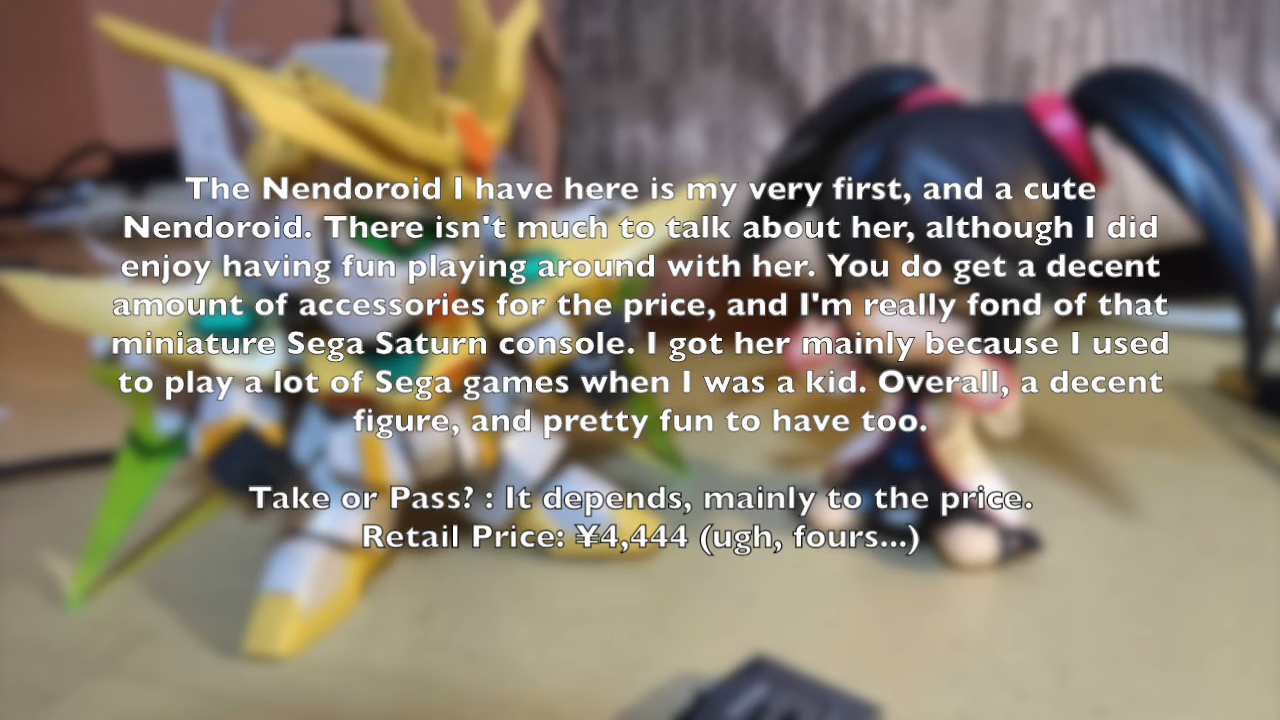 The Nendoroid I have here is my very first, and a cute
Nendoroid. There isn't much to talk about her, although I did
enjoy having fun playing around with her. You do get a decent
amount of accessories for the price, and I'm really fond of that
miniature Sega Saturn console. I got her mainly because I used
to play a lot of Sega games when I was a kid. Overall, a decent
figure, and pretty fun to have too.
Take or Pass? : It depends, mainly to the price.
Retail Price: ¥4,444 (ugh, fours...)